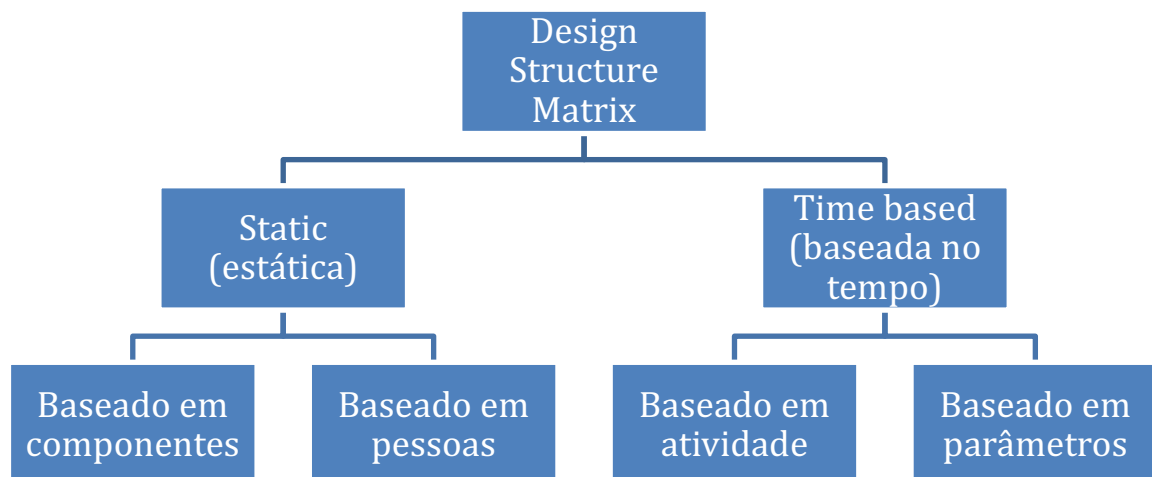 Design
Structure
Matrix
Static
(estática)
Time based
(baseada no
tempo)
Baseado em
componentes
Baseado em
pessoas
Baseado em
atividade
Baseado em
parâmetros